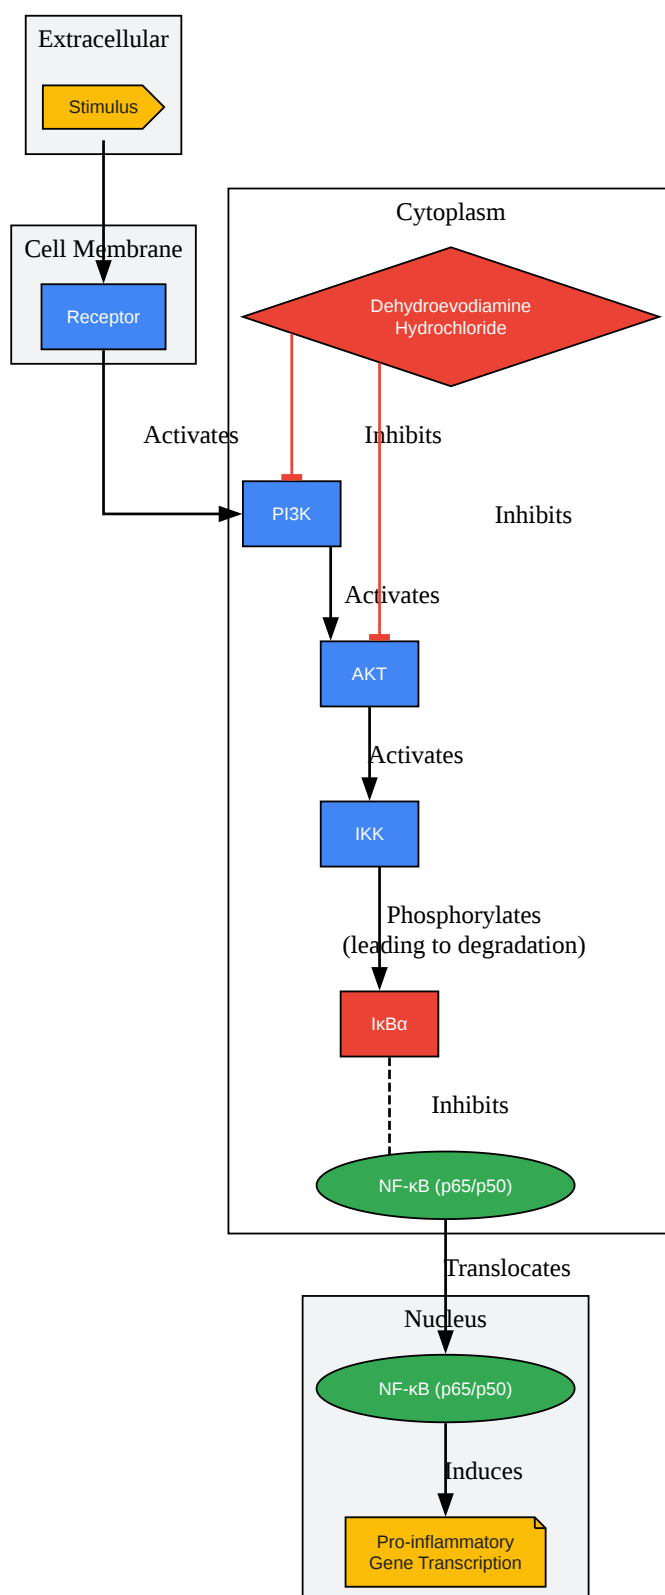 Extracellular
Stimulus
Cytoplasm
Cell Membrane
Receptor
Dehydroevodiamine
Hydrochloride
Activates
Inhibits
PI3K
Inhibits
Activates
AKT
Activates
IKK
Phosphorylates
(leading to degradation)
IκBα
Inhibits
NF-κB (p65/p50)
Translocates
Nucleus
NF-κB (p65/p50)
Induces
Pro-inflammatory
Gene Transcription